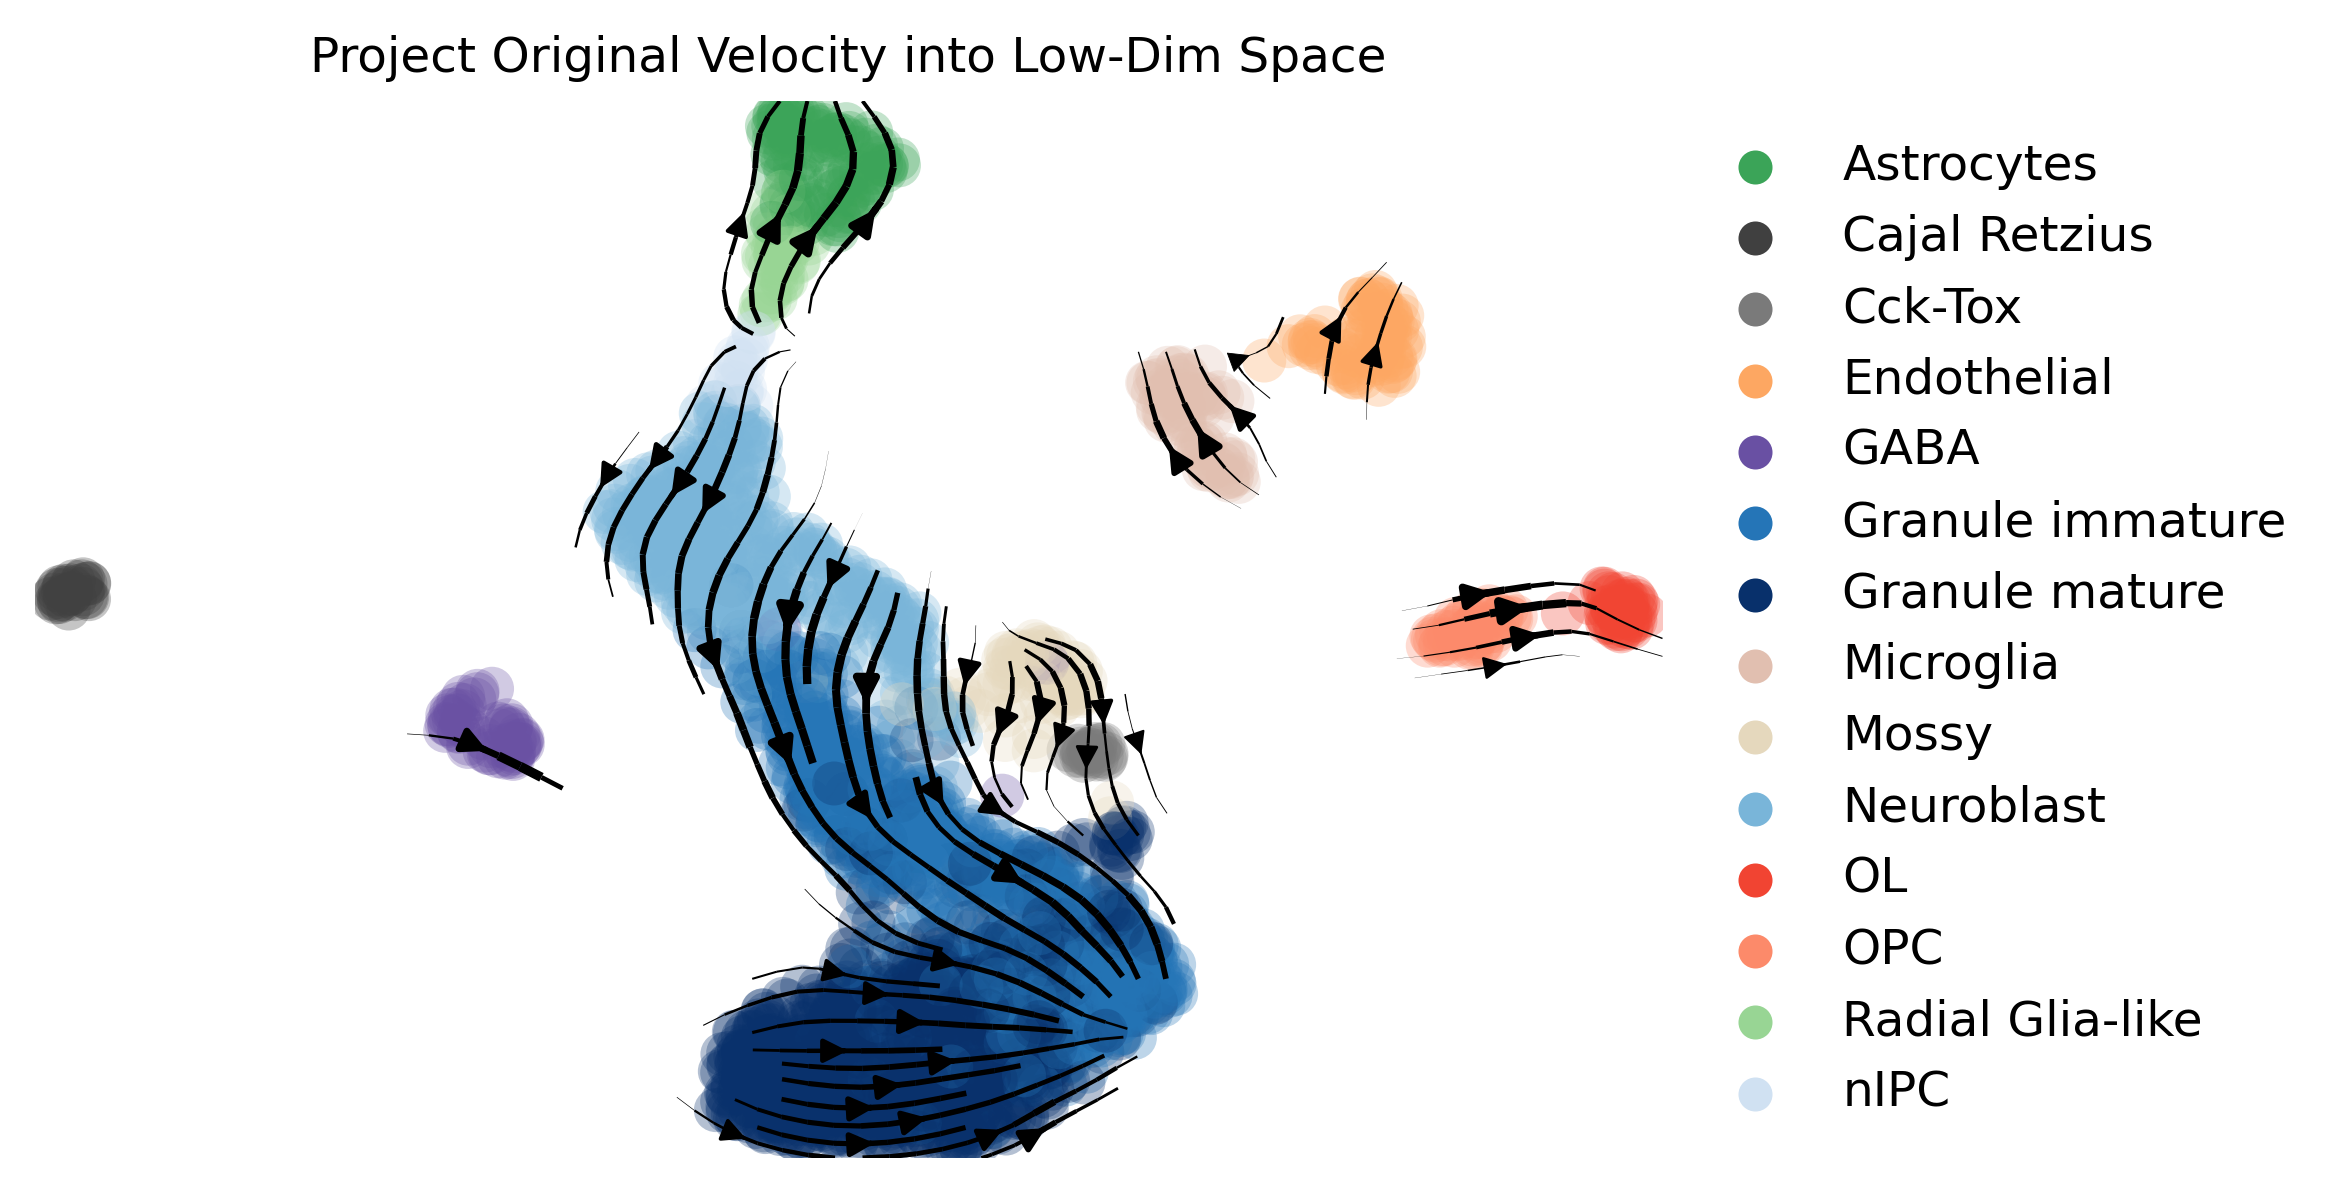 Project Original Velocity into Low-Dim Space
Astrocytes
Cajal Retzius
Cck-Tox
Endothelial
GABA
Granule immature
Granule mature
Microglia
Mossy
Neuroblast
OL
OPC
Radial Glia-like
nIPC